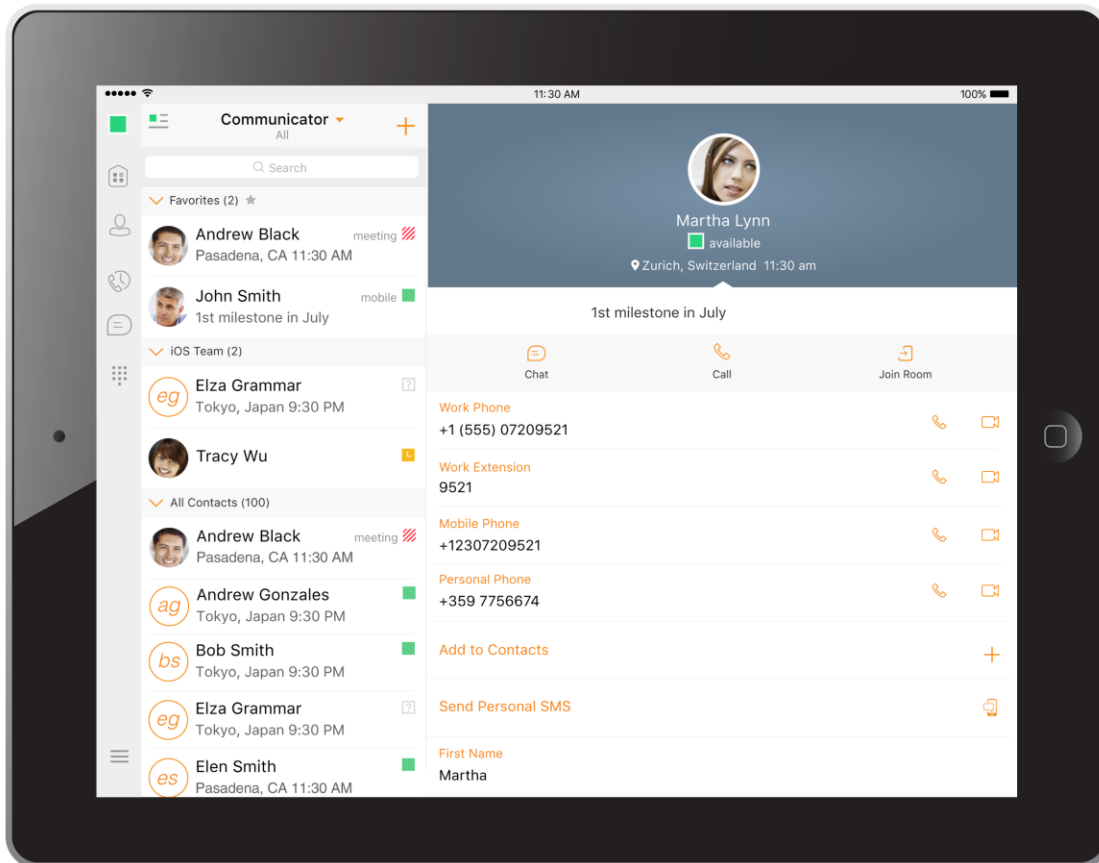 11:30 AM
100%
Communicator
All
Search
Favorites (2)
Andrew Black
meeting
Pasadena, CA 11:30 AM
John Smith
mobile
1st milestone in July
iOS Team (2)
eg
Elza Grammar
?
Tokyo, Japan 9:30 PM
Tracy Wu
All Contacts (100)
Andrew Black
meeting
Pasadena, CA 11:30 AM
ag
Andrew Gonzales
Tokyo, Japan 9:30 PM
bs
Bob Smith
Tokyo, Japan 9:30 PM
eg
Elza Grammar
?
Tokyo, Japan 9:30 PM
es
Elen Smith
Pasadena, CA 11:30 AM
Martha Lynn
available
Zurich, Switzerland 11:30 am
1st milestone in July
Chat
Call
Join Room
Work Phone
+1 (555) 07209521
Work Extension
9521
Mobile Phone
+12307209521
Personal Phone
+359 7756674
Add to Contacts
Send Personal SMS
First Name
Martha